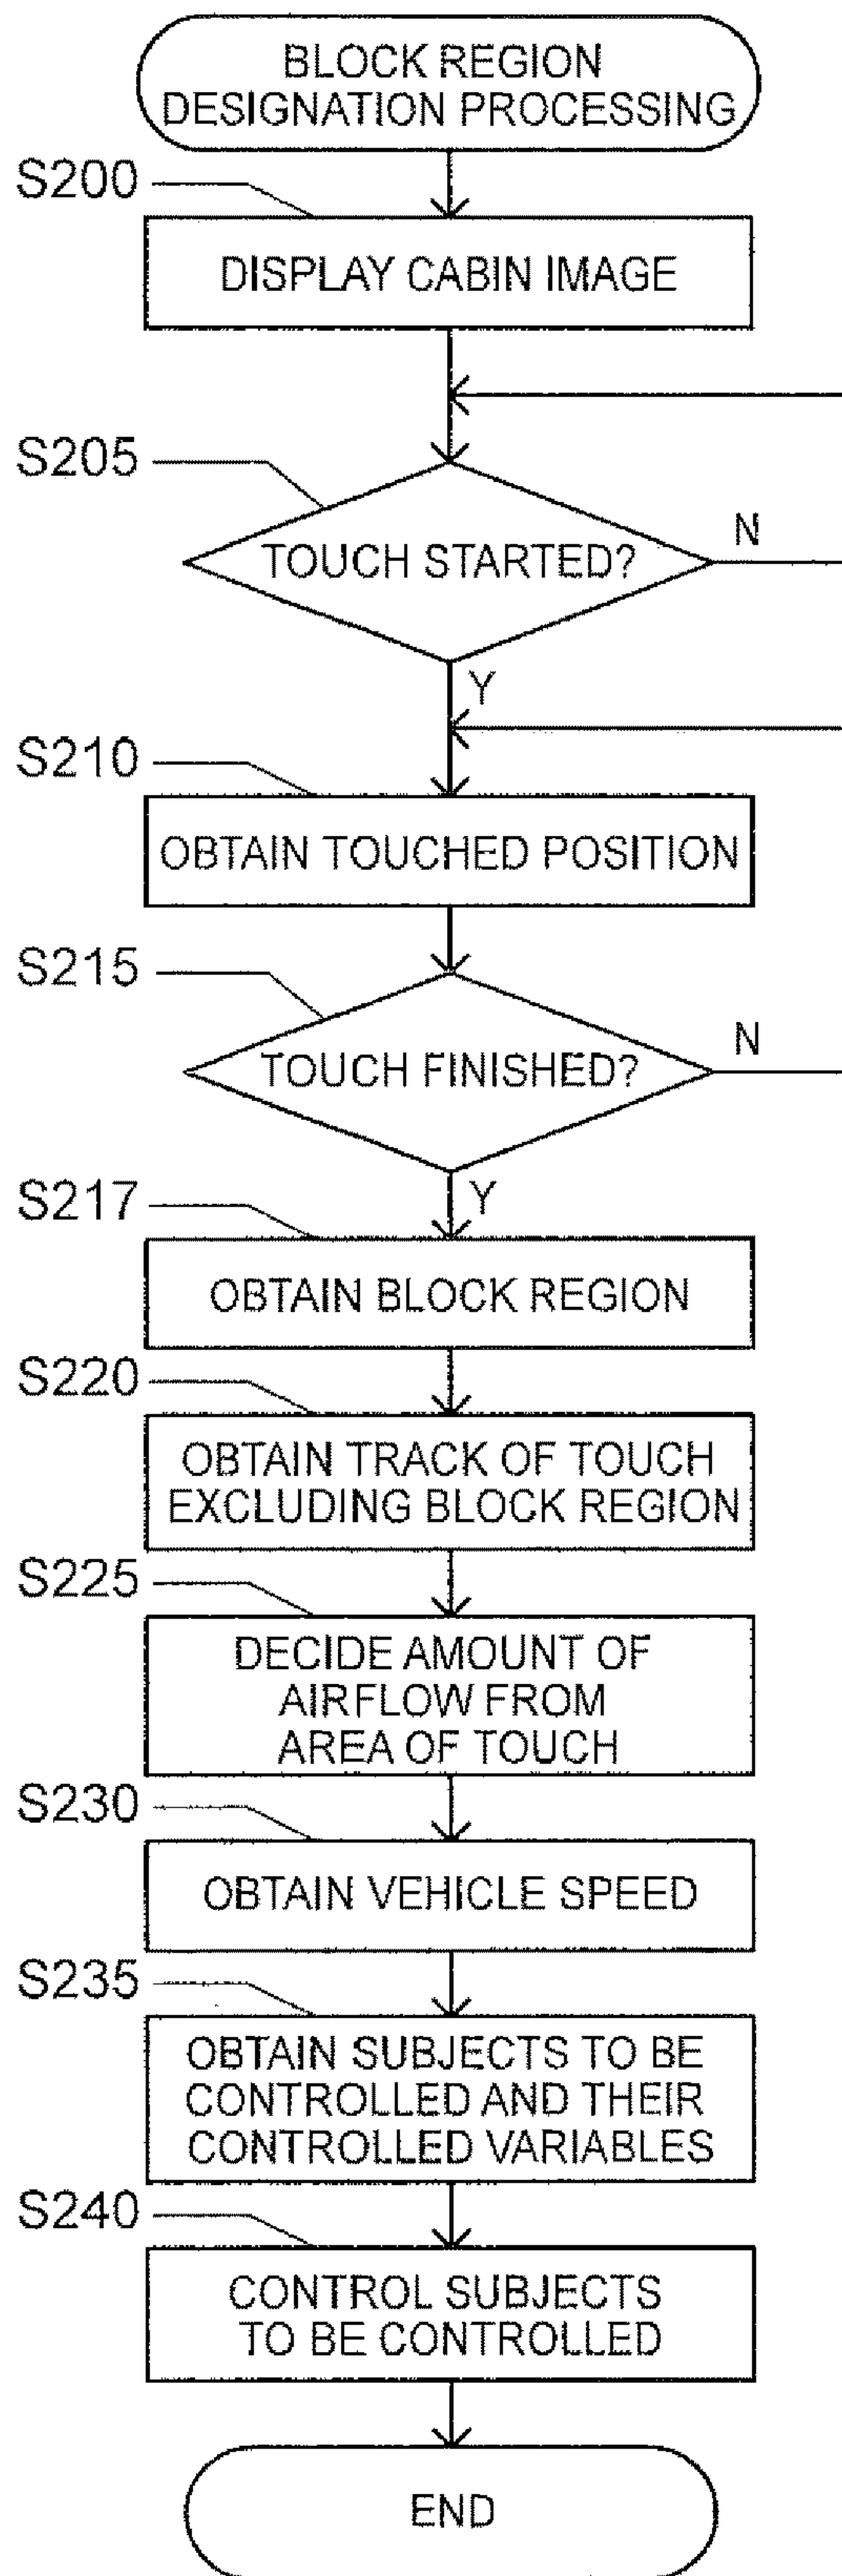 BLOCK REGION
DESIGNATION PROCESSING
S200
DISPLAY CABIN IMAGE
S205
TOUCH STARTED?
N
Y
S210
OBTAIN TOUCHED POSITION
S215
TOUCH FINISHED?
N
Y
S217
OBTAIN BLOCK REGION
S220
OBTAIN TRACK OF TOUCH
EXCLUDING BLOCK REGION
S225
DECIDE AMOUNT OF
AIRFLOW FROM
AREA OF TOUCH
S230
OBTAIN VEHICLE SPEED
S235
OBTAIN SUBJECTS TO BE
CONTROLLED AND THEIR
CONTROLLED VARIABLES
S240
CONTROL SUBJECTS
TO BE CONTROLLED
END